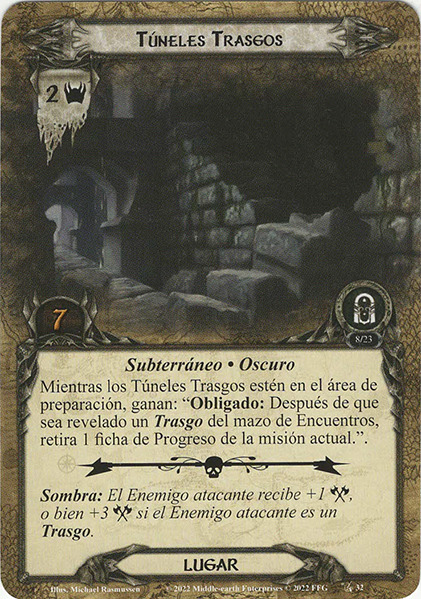 Túneles Trasgos
2
7
8/23
Subterráneo • Oscuro
Mientras los Túneles Trasgos estén en el área de
preparación, ganan: “Obligado: Después de que
sea revelado un Trasgo del mazo de Encuentros,
retira 1 ficha de Progreso de la misión actual.”.
Sombra: El Enemigo atacante recibe +1 ,
o bien +3 si el Enemigo atacante es un
Trasgo.
LUGAR
Illus. Michael Rasmussen ©2022 Middle-earth Enterprises ©2022 FFG 32